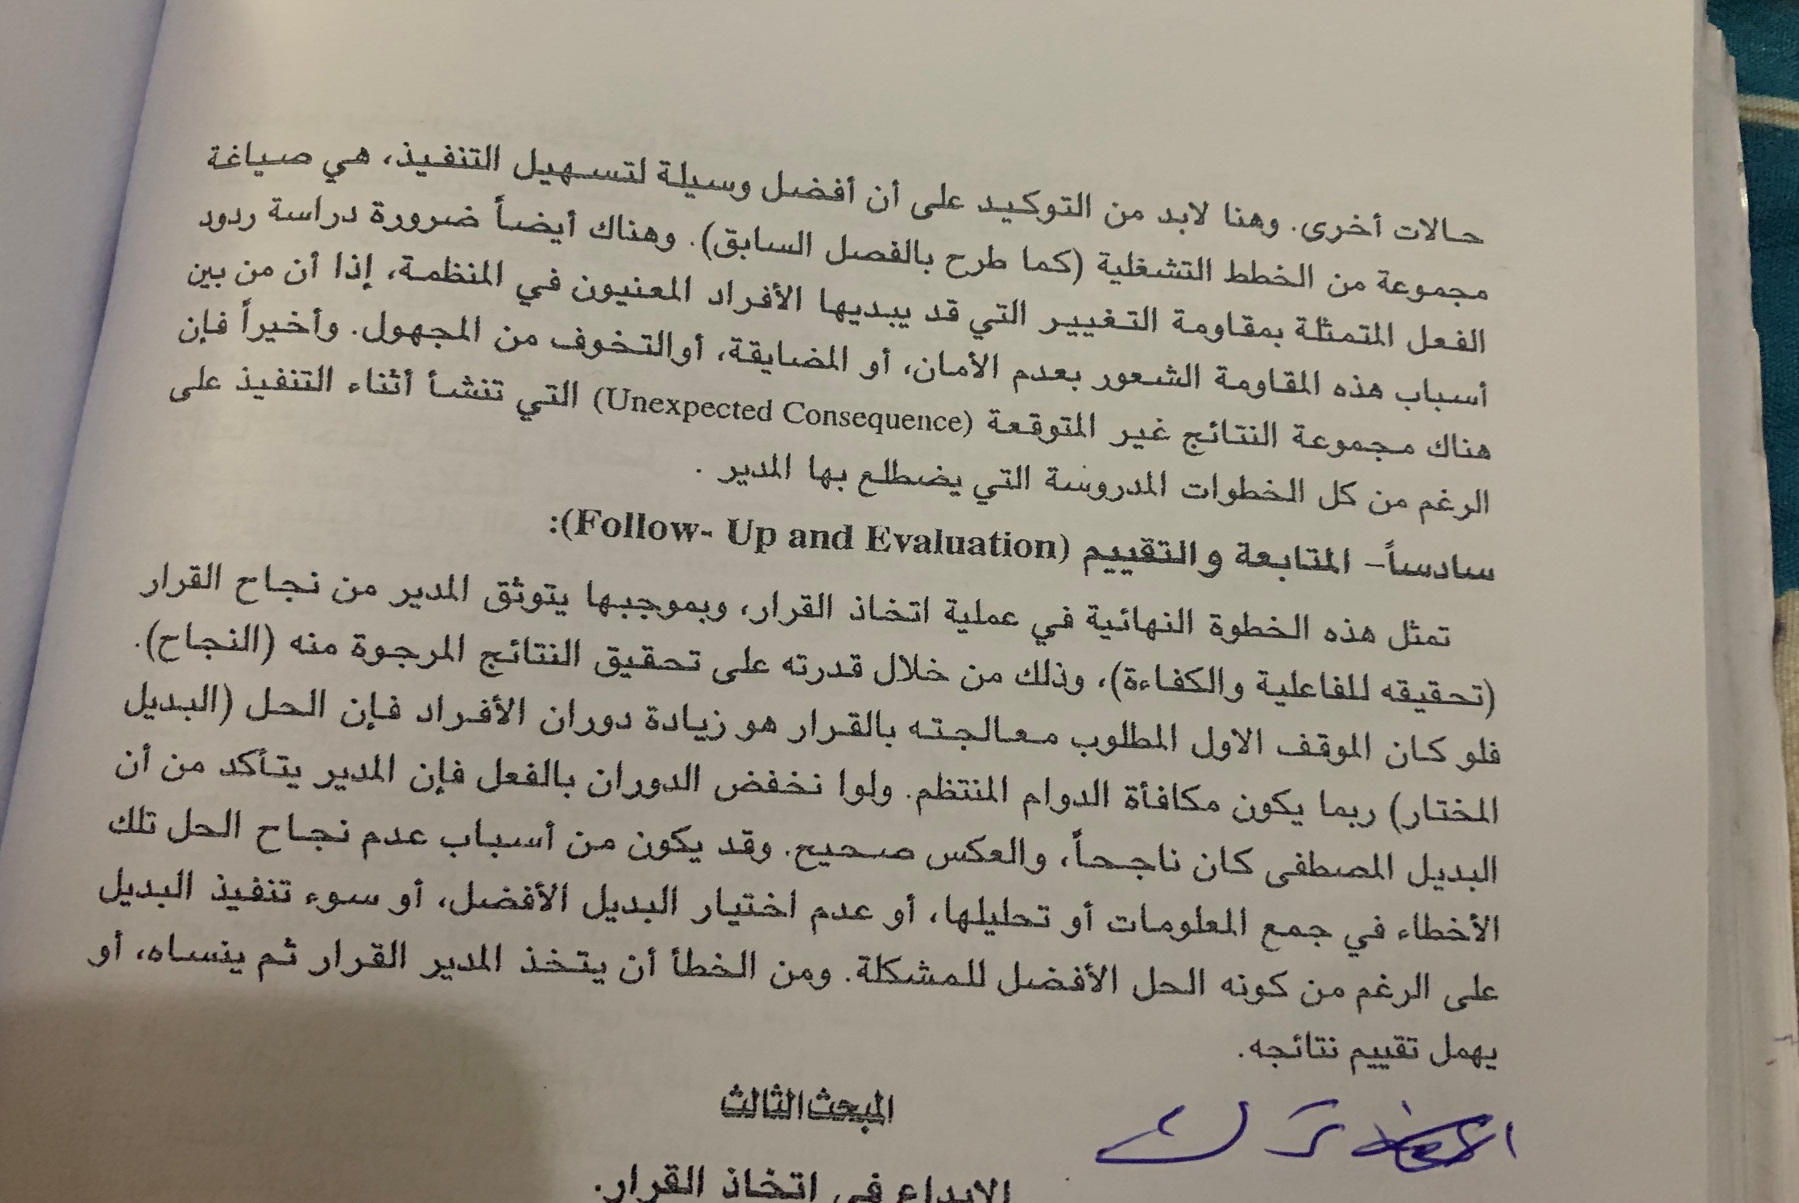 حالات أخرى. وهنا لابد من التوكيد على أن أفضل وسيلة لتسهيل التنفيذ، هي صياغة
مجموعة من الخطط التشغلية (كما طرح بالفصل السابق). وهناك أيضاً ضرورة دراسة ردود
الفعل المتمثلة بمقاومة التغيير التي قد يبديها الأفراد المعنيون في المنظمة، إذا أن من بين
أسباب هذه المقاومة الشعور بعدم الأمان، أو المضايقة، أوالتخوف من المجهول. وأخيراً فإن
هناك مجموعة النتائج غير المتوقعة (Unexpected Consequence) التي تنشأ أثناء التنفيذ على
الرغم من كل الخطوات المدروسة التي يضطلع بها المدير .
سادساً– المتابعة والتقييم (Follow- Up and Evaluation):
تمثل هذه الخطوة النهائية في عملية اتخاذ القرار، وبموجبها يتوثق المدير من نجاح القرار
(تحقيقه للفاعلية والكفاءة)، وذلك من خلال قدرته على تحقيق النتائج المرجوة منه (النجاح).
فلو كان الموقف الاول المطلوب معالجته بالقرار هو زيادة دوران الأفراد فإن الحل (البديل
المختار) ربما يكون مكافأة الدوام المنتظم. ولوا نخفض الدوران بالفعل فإن المدير يتأكد من أن
البديل المصطفى كان ناجحاً، والعكس صحيح. وقد يكون من أسباب عدم نجاح الحل تلك
الأخطاء في جمع المعلومات أو تحليلها، أو عدم اختيار البديل الأفضل، أو سوء تنفيذ البديل
على الرغم من كونه الحل الأفضل للمشكلة. ومن الخطأ أن يتخذ المدير القرار ثم ينساه، أو
يهمل تقييم نتائجه.
المبحث الثالث
الإبداع في اتخاذ القرار.